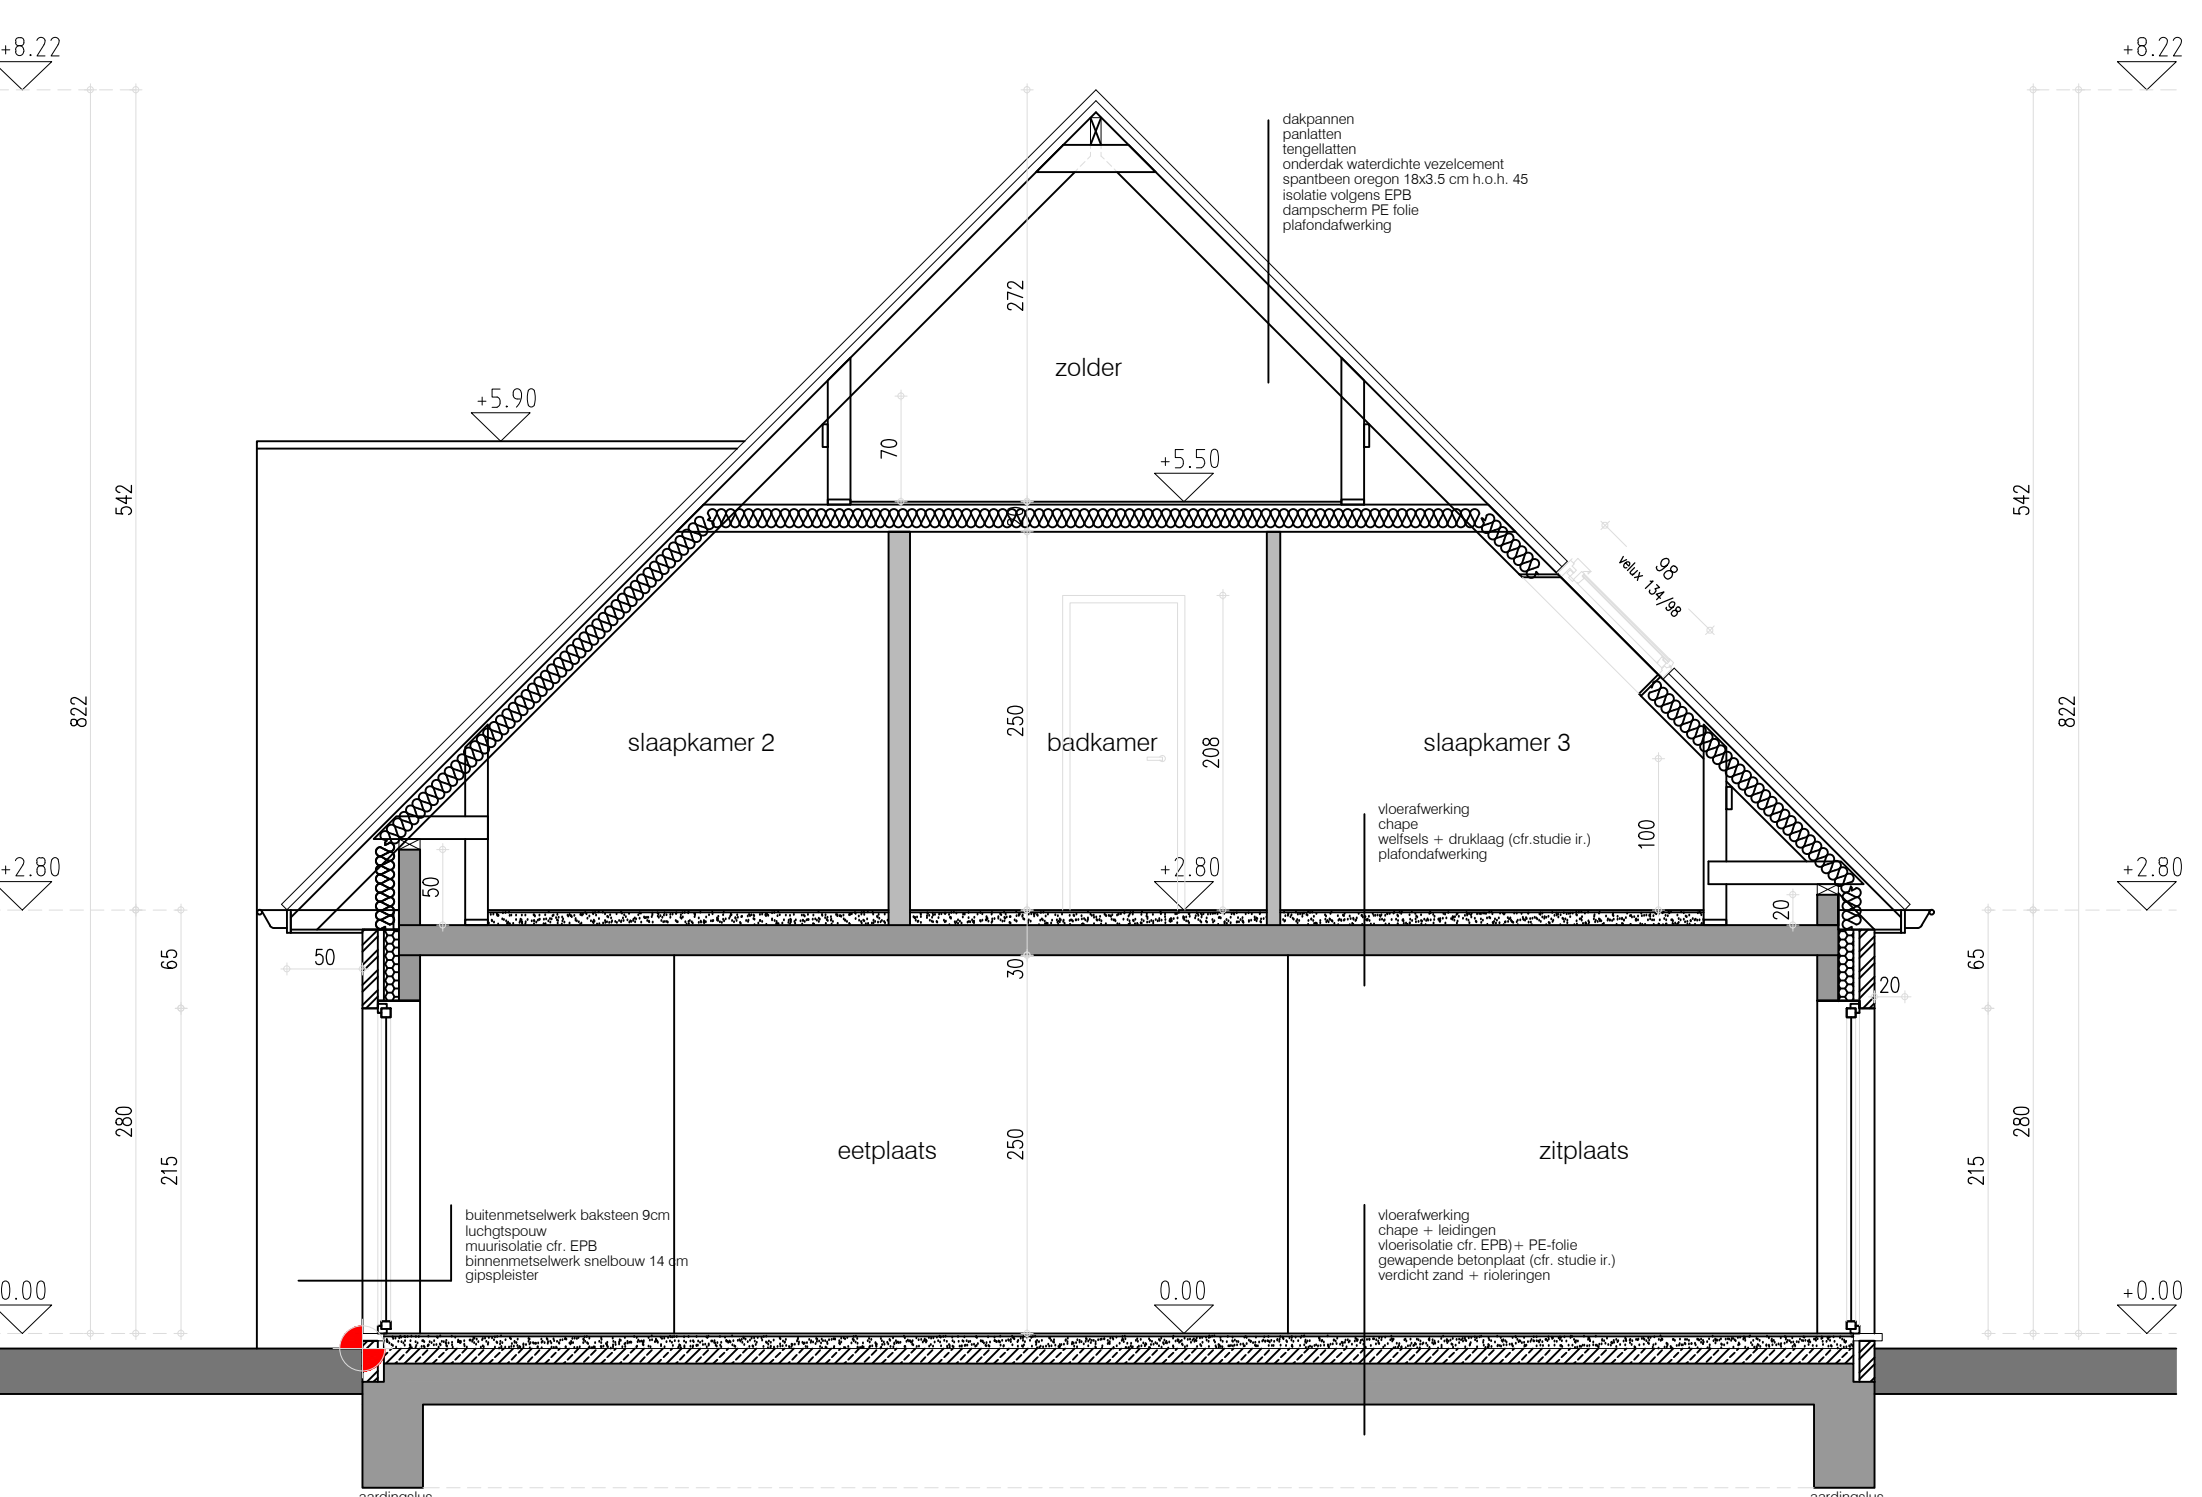 +8.22
+8.22
dakpannen
panlatten
tengellatten
onderdak waterdichte vezelcement
spantbeen oregon 18x3.5 cm h.o.h. 45
isolatie volgens EPB
dampscherm PE folie
plafondafwerking
272
zolder
+5.90
70
+5.50
542
542
20
98
velux 134/98
822
822
slaapkamer 2
250
badkamer
208
slaapkamer 3
vloerafwerking
chape
welfsels + druklaag (cfr.studie ir.)
plafondafwerking
100
+2.80
+2.80
+2.80
50
20
65
50
30
65
20
280
280
215
eetplaats
250
zitplaats
215
buitenmetselwerk baksteen 9cm
luchgtspouw
muurisolatie cfr. EPB
binnenmetselwerk snelbouw 14 cm
gipspleister
vloerafwerking
chape + leidingen
vloerisolatie cfr. EPB)+ PE-folie
gewapende betonplaat (cfr. studie ir.)
verdicht zand + rioleringen
0.00
0.00
+0.00
aardingslus
aardingslus